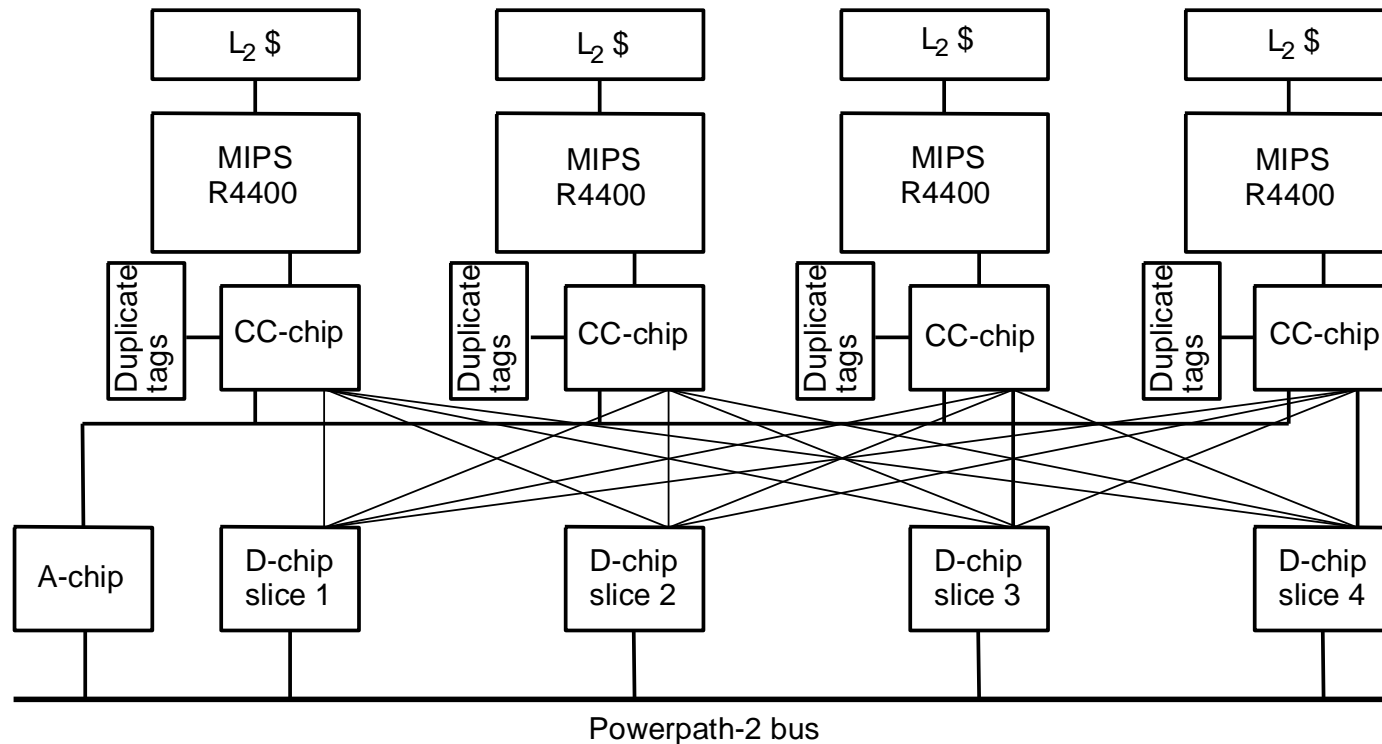 L2 $
L2 $
L2 $
L2 $
MIPS
R4400
MIPS
R4400
MIPS
R4400
MIPS
R4400
Duplicate
tags
CC-chip
Duplicate
tags
CC-chip
Duplicate
tags
CC-chip
Duplicate
tags
CC-chip
A-chip
D-chip
slice 1
D-chip
slice 2
D-chip
slice 3
D-chip
slice 4
Powerpath-2 bus